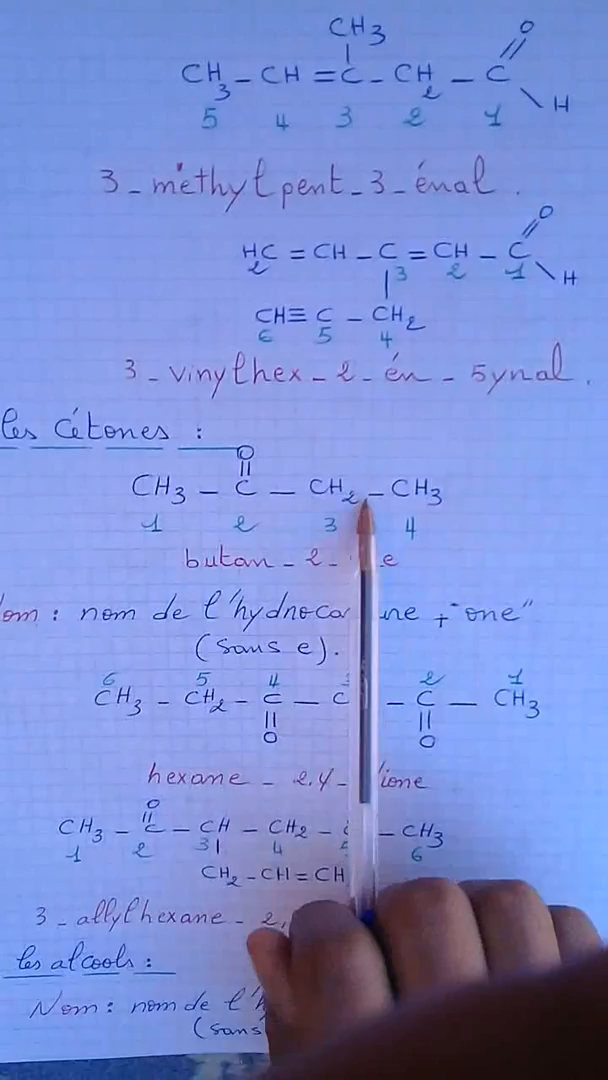 CH3
O
CH3 – CH = C – CH2 – C
H
5 4 3 2 1
3 – méthylpent – 3 – énal.
O
H2C = CH – C = CH – C
3 2 1
H
CH ≡ C – CH2
6 5 4
3 – vinylhex – 2 – én – 5ynal.
les Cétones :
O
CH3 – C – CH2 – CH3
1 2 3 4
butan – 2 – e
om : nom de l'hydnoca ne + "one"
(sans e).
6 5 4 2 1
CH3 – CH2 – C – C – C – CH3
O O
hexane – 2,4 – ione
O
CH3 – C – CH – CH2 – – CH3
1 2 3 4 6
CH2 – CH = CH
3 – allylhexane – 2,
les alcools :
Nom : nom de l'h
(sans